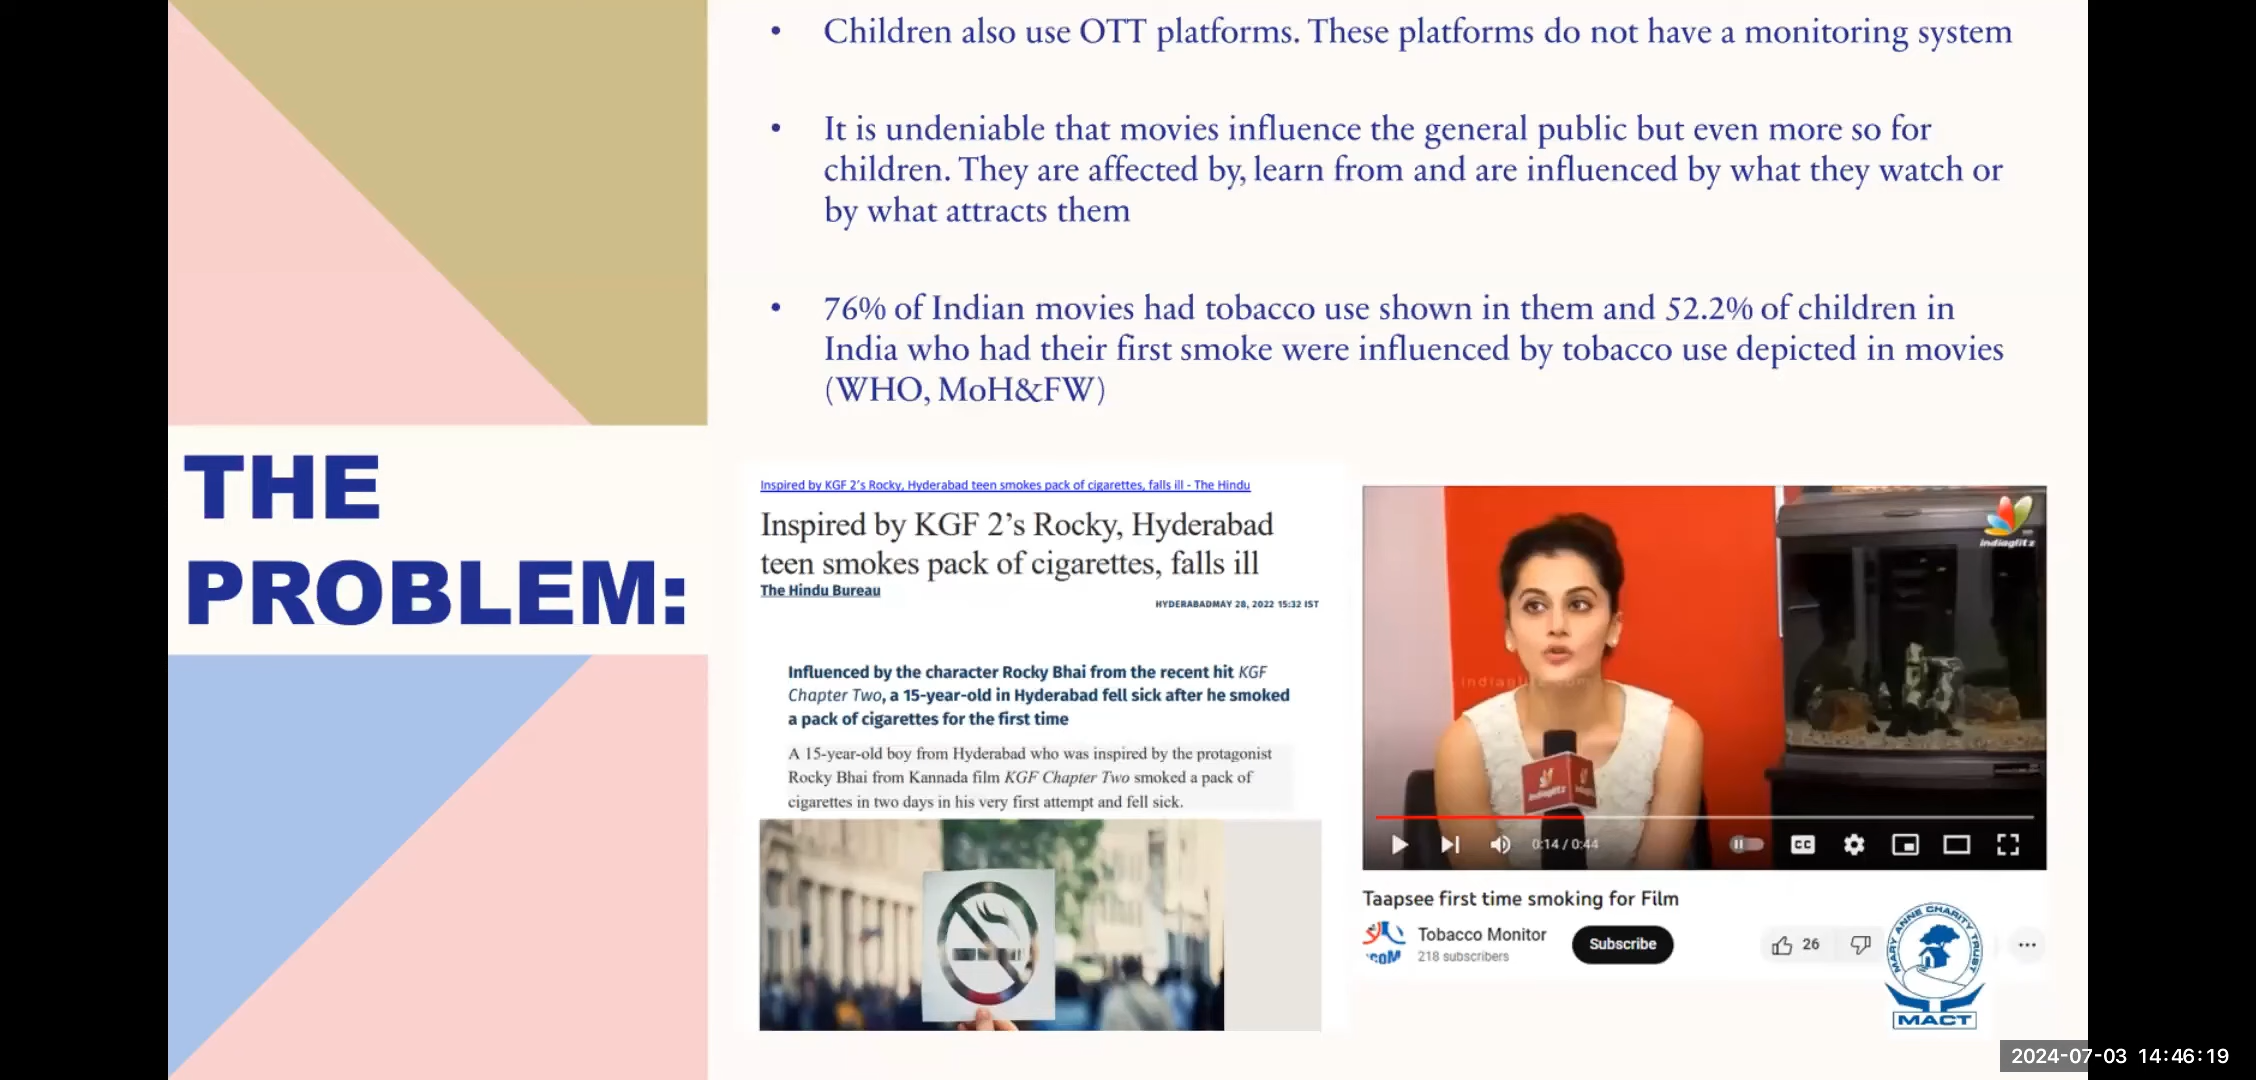 • Children also use OTT platforms. These platforms do not have a monitoring system
• It is undeniable that movies influence the general public but even more so for
children. They are affected by, learn from and are influenced by what they watch or
by what attracts them
• 76% of Indian movies had tobacco use shown in them and 52.2% of children in
India who had their first smoke were influenced by tobacco use depicted in movies
(WHO, MoH&FW)
THE
PROBLEM:
Inspired by KGF 2's Rocky, Hyderabad teen smokes pack of cigarettes, falls ill - The Hindu
Inspired by KGF 2's Rocky, Hyderabad
teen smokes pack of cigarettes, falls ill
The Hindu Bureau
HYDERABADMAY 28, 2022 15:32 IST
Influenced by the character Rocky Bhai from the recent hit KGF
Chapter Two, a 15-year-old in Hyderabad fell sick after he smoked
a pack of cigarettes for the first time
A 15-year-old boy from Hyderabad who was inspired by the protagonist
Rocky Bhai from Kannada film KGF Chapter Two smoked a pack of
cigarettes in two days in his very first attempt and fell sick.
indiaglitz
indiaglitz.com
indiaglitz
0:14 / 0:44
CC
Taapsee first time smoking for Film
Tobacco Monitor
218 subscribers
Subscribe
26
MARY ANNE CHARITY TRUST
MACT
2024-07-03 14:46:19